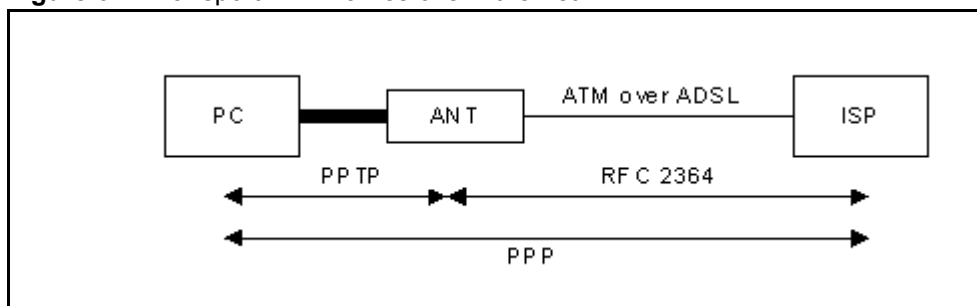 PC
ANT
ATM over ADSL
ISP
PPTP
RFC 2364
PPP